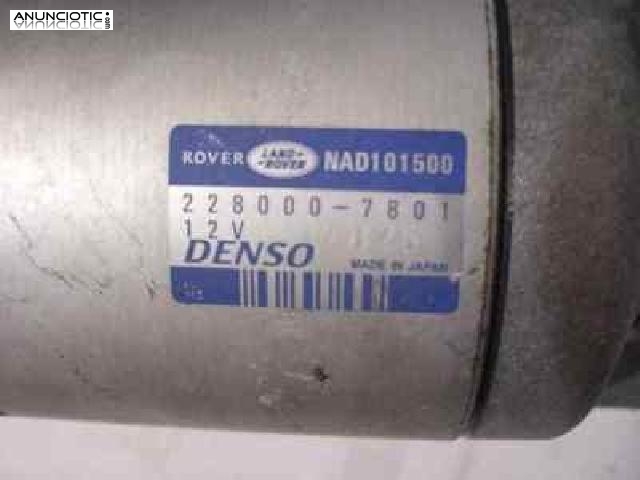 ANUNCIOTIC
ROVER LAND ROVER NAD101500
228000-7801
12V
DENSO MADE IN JAPAN